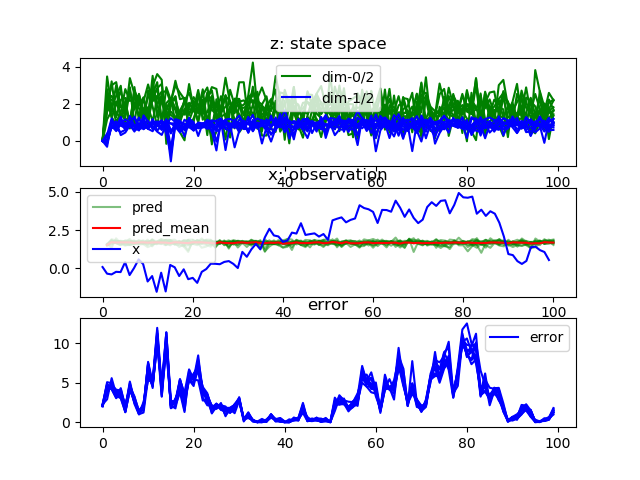 z: state space
4
2
0
dim-0/2
dim-1/2
0 20 40 60 80 100
x: observation
5.0
2.5
0.0
pred
pred_mean
x
0 20 40 60 80 100
error
10
5
0
error
0 20 40 60 80 100